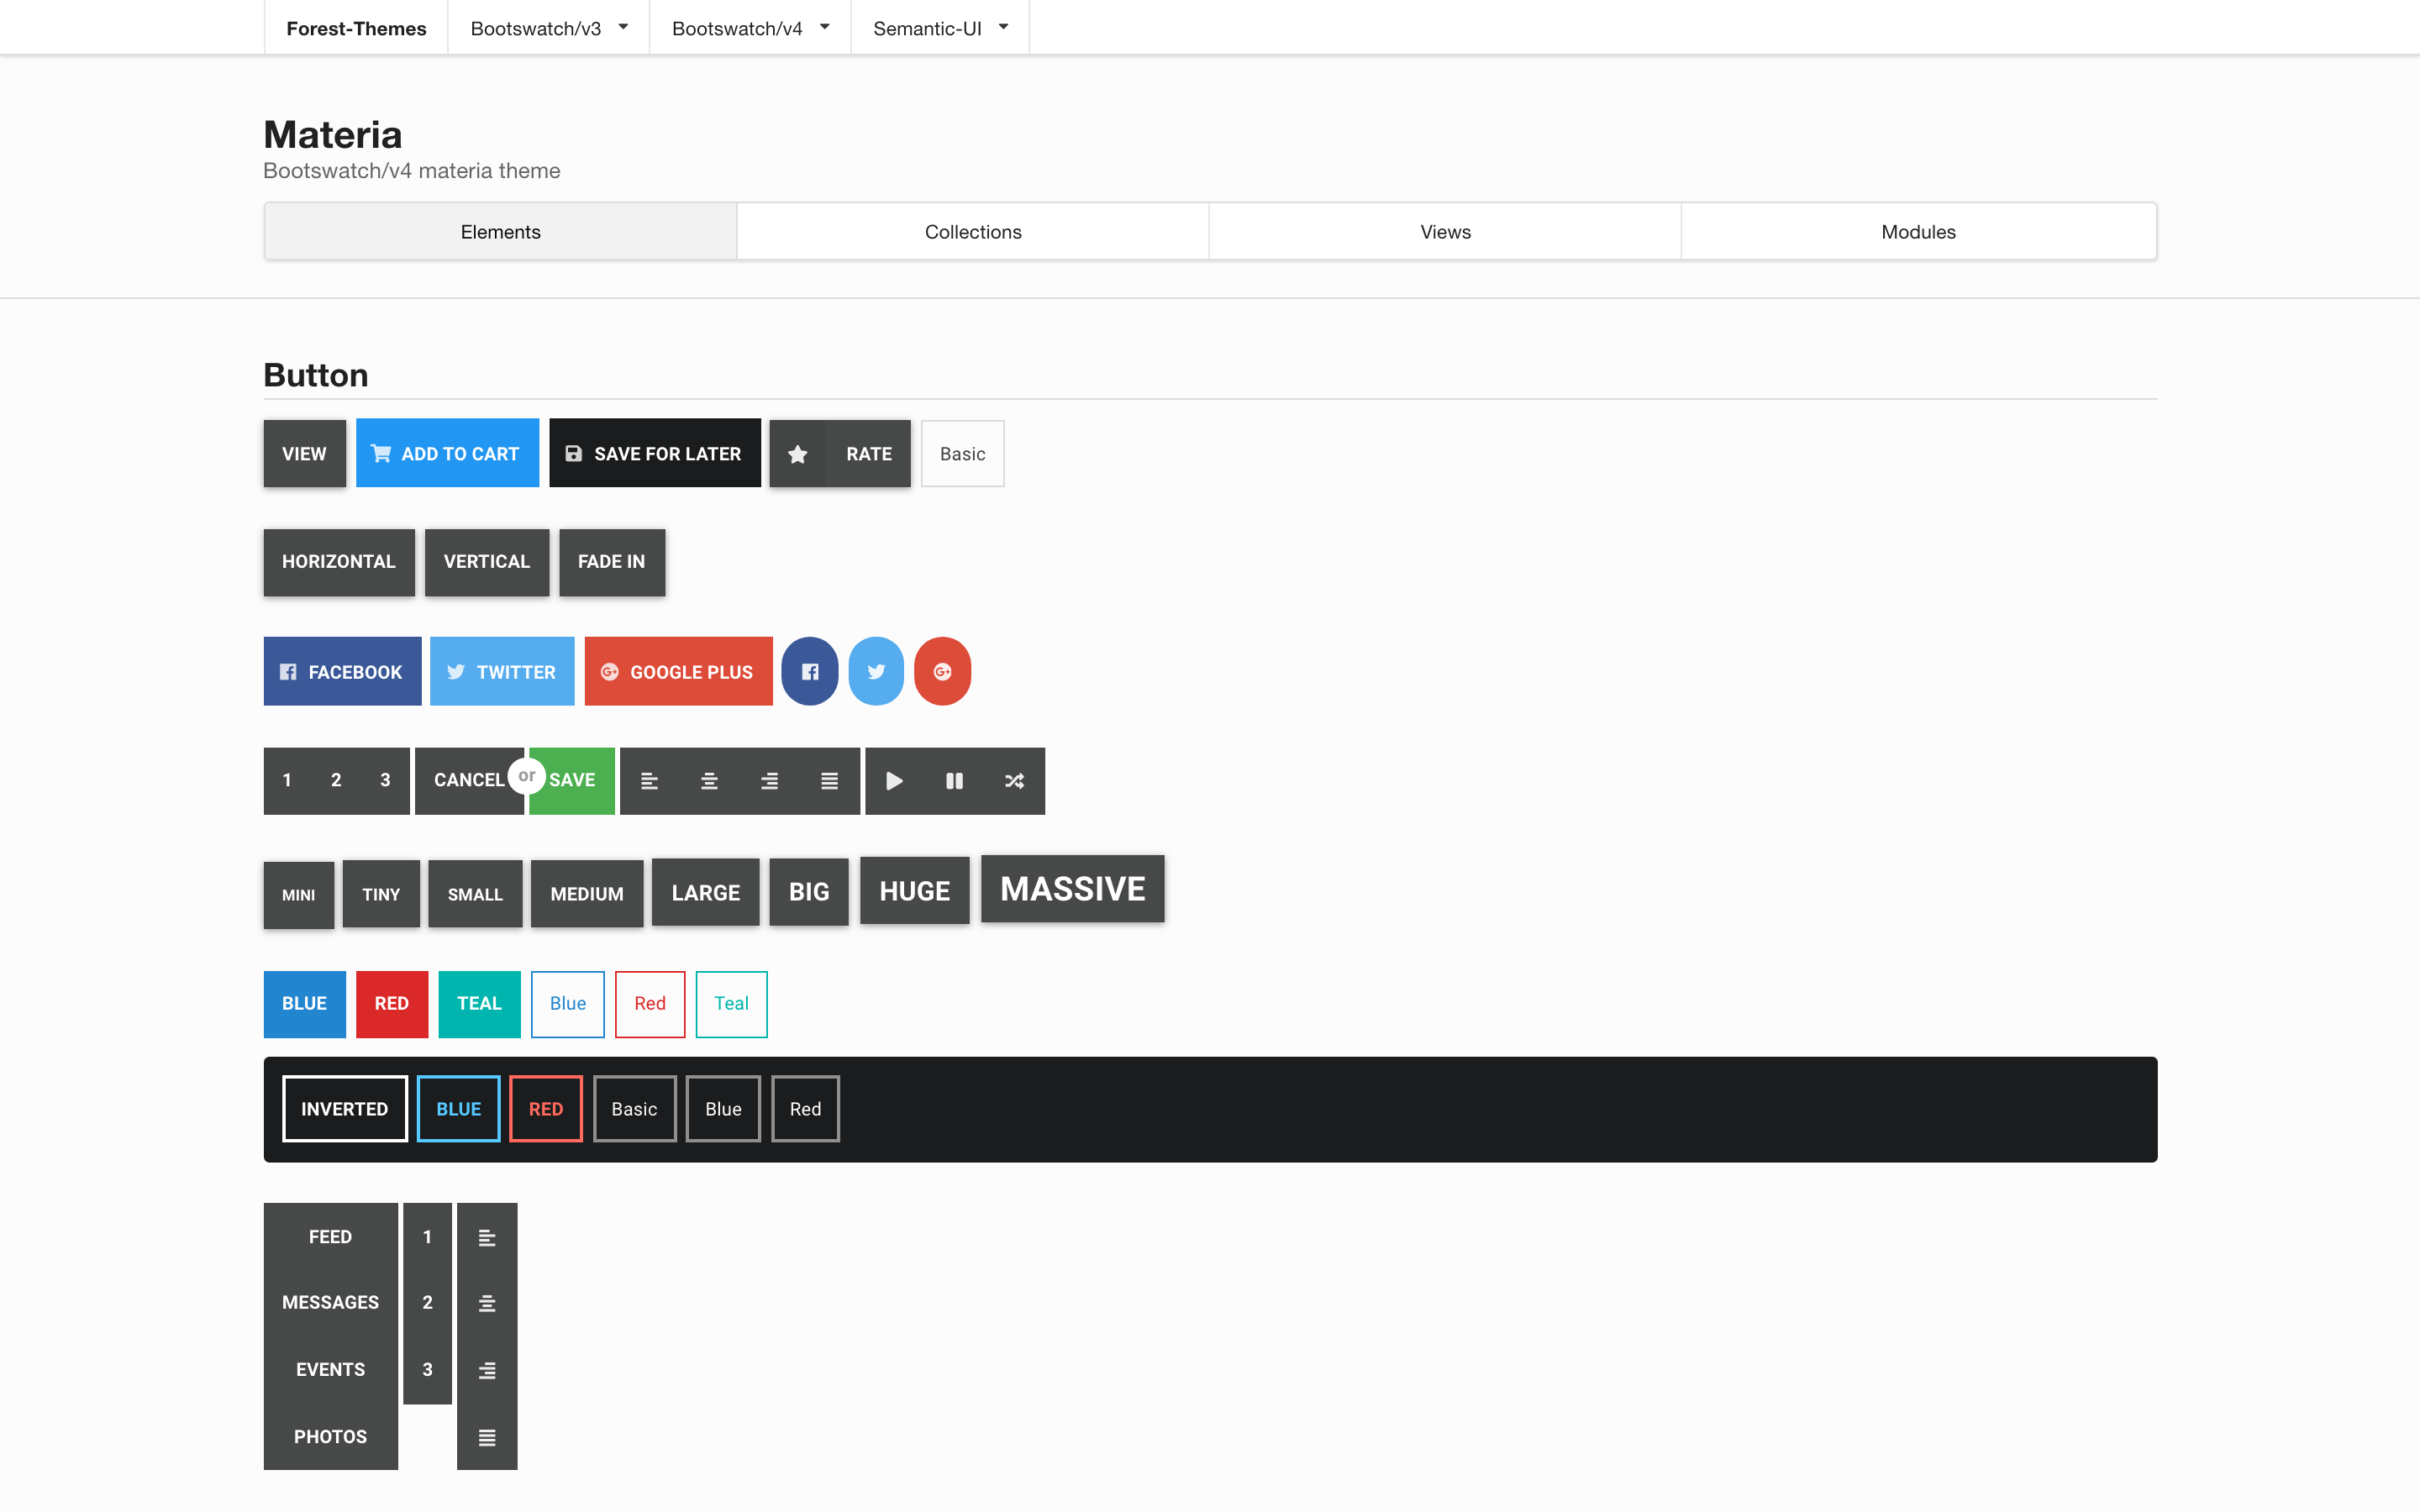 Forest-Themes Bootswatch/v3 Bootswatch/v4 Semantic-UI
Materia
Bootswatch/v4 materia theme
Elements Collections Views Modules
Button
VIEW ADD TO CART SAVE FOR LATER RATE Basic
HORIZONTAL VERTICAL FADE IN
FACEBOOK TWITTER GOOGLE PLUS G+
1 2 3 CANCEL or SAVE
MINI TINY SMALL MEDIUM LARGE BIG HUGE MASSIVE
BLUE RED TEAL Blue Red Teal
INVERTED BLUE RED Basic Blue Red
FEED 1
MESSAGES 2
EVENTS 3
PHOTOS